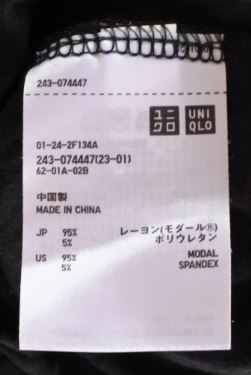 243-074447
ユニ
クロ
UNI
QLO
01-24-2F134A
243-074447(23-01)
62-01A-02B
中国製
MADE IN CHINA
JP 95% レーヨン(モダール®)
5% ポリウレタン
US 95% MODAL
5% SPANDEX